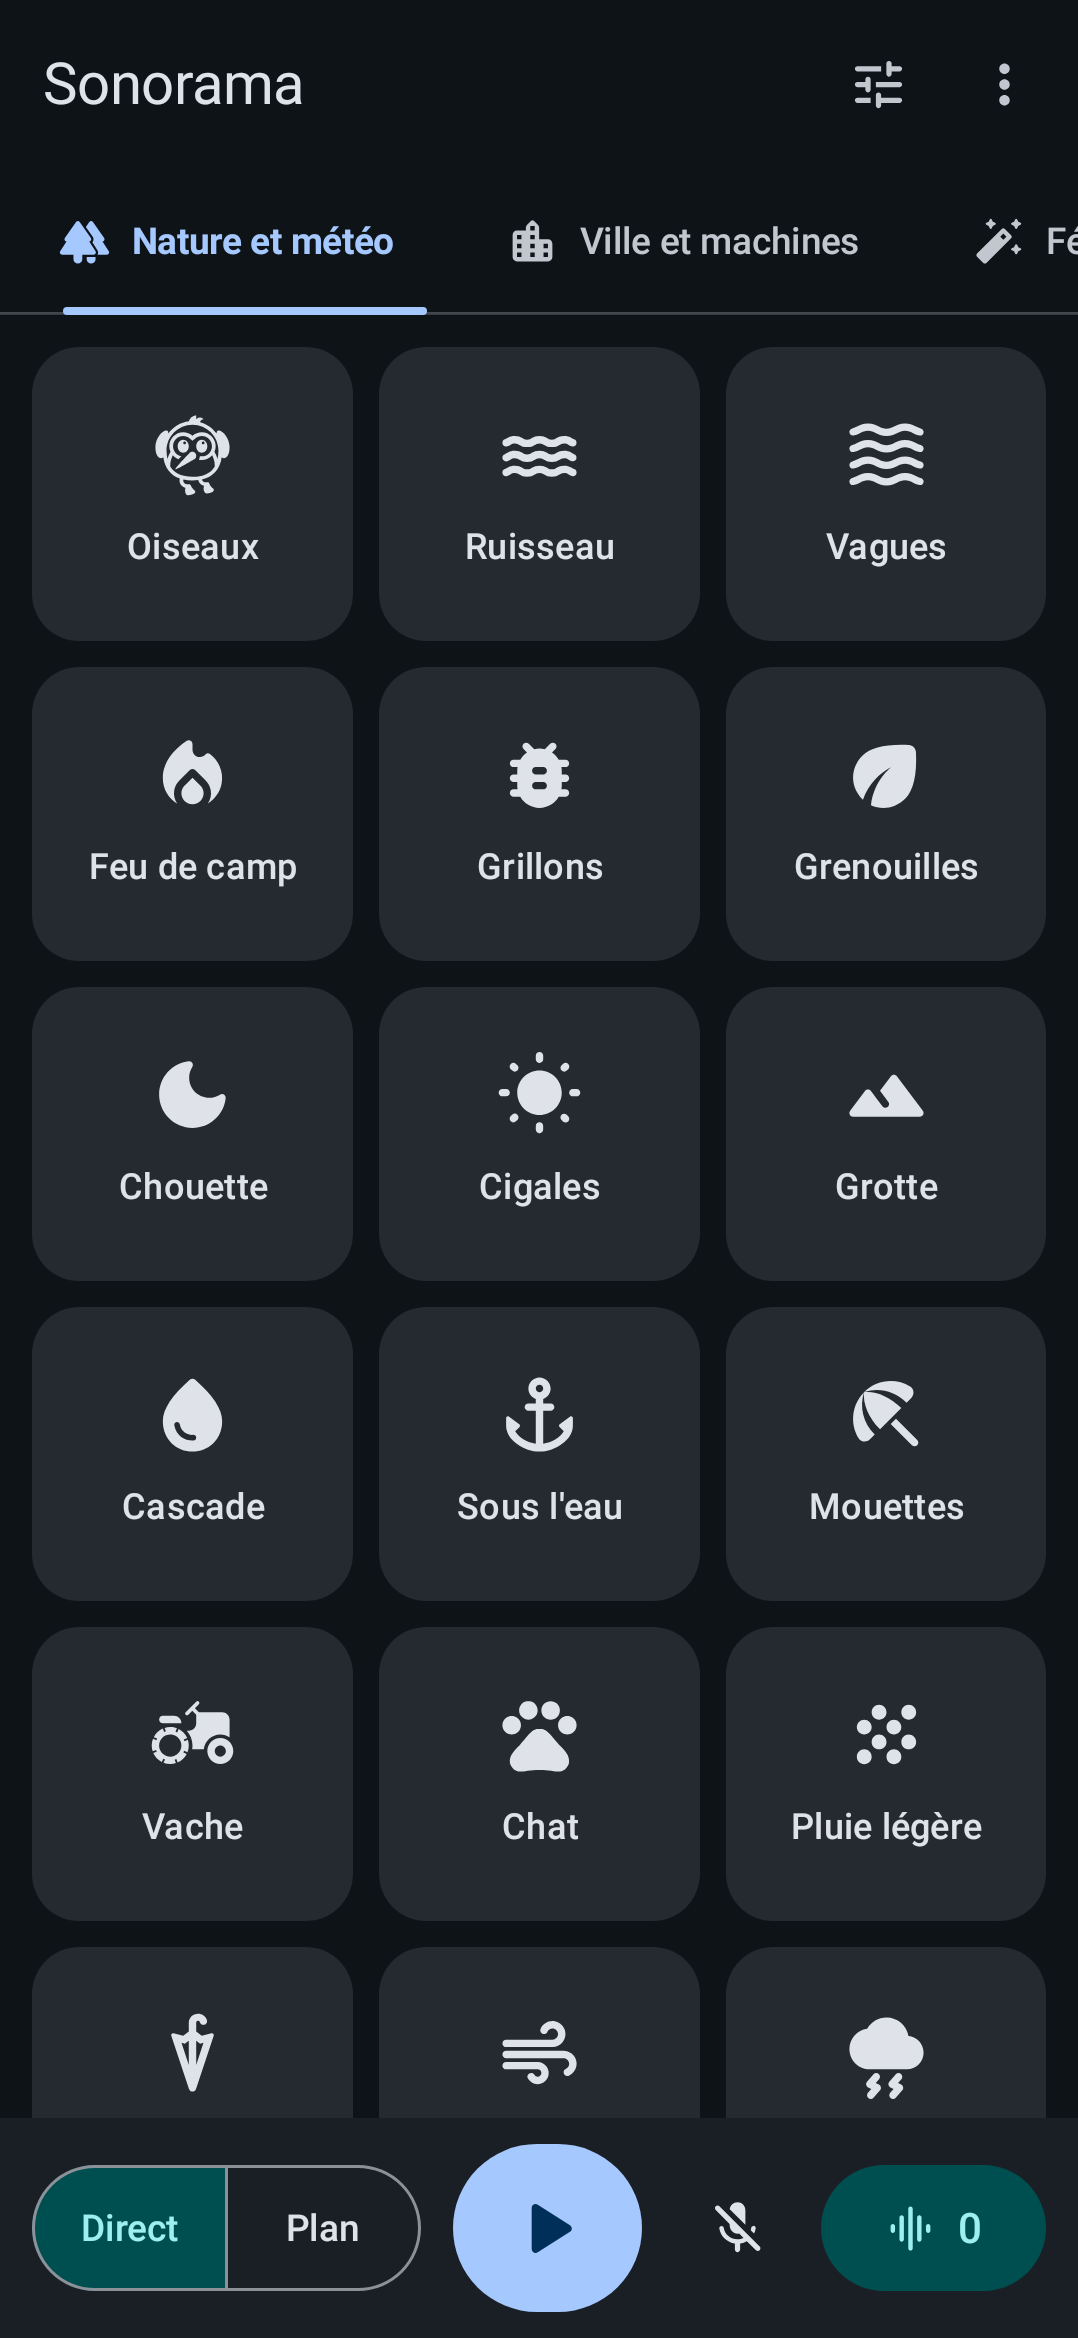 Sonorama
Nature et météo
Ville et machines
Fé
Oiseaux
Ruisseau
Vagues
Feu de camp
Grillons
Grenouilles
Chouette
Cigales
Grotte
Cascade
Sous l'eau
Mouettes
Vache
Chat
Pluie légère
Direct
Plan
0